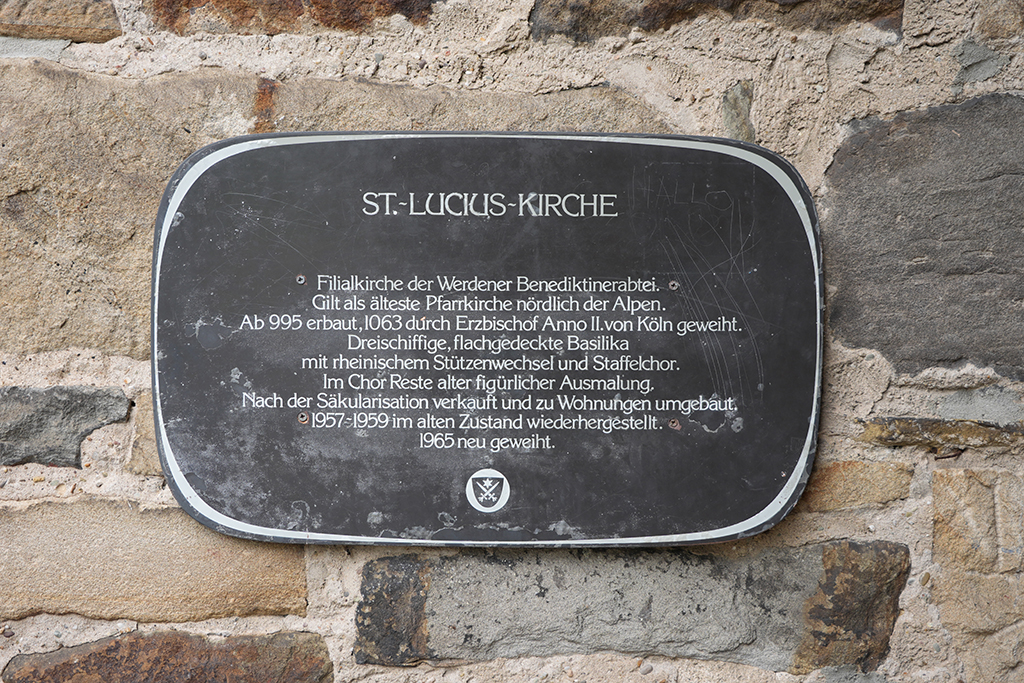 ST.-LUCIUS-KIRCHE
HALLO
Filialkirche der Werdener Benediktinerabtei.
Gilt als älteste Pfarrkirche nördlich der Alpen.
Ab 995 erbaut, 1063 durch Erzbischof Anno II. von Köln geweiht.
Dreischiffige, flachgedeckte Basilika
mit rheinischem Stützenwechsel und Staffelchor.
Im Chor Reste alter figürlicher Ausmalung.
Nach der Säkularisation verkauft und zu Wohnungen umgebaut.
1957-1959 im alten Zustand wiederhergestellt.
1965 neu geweiht.